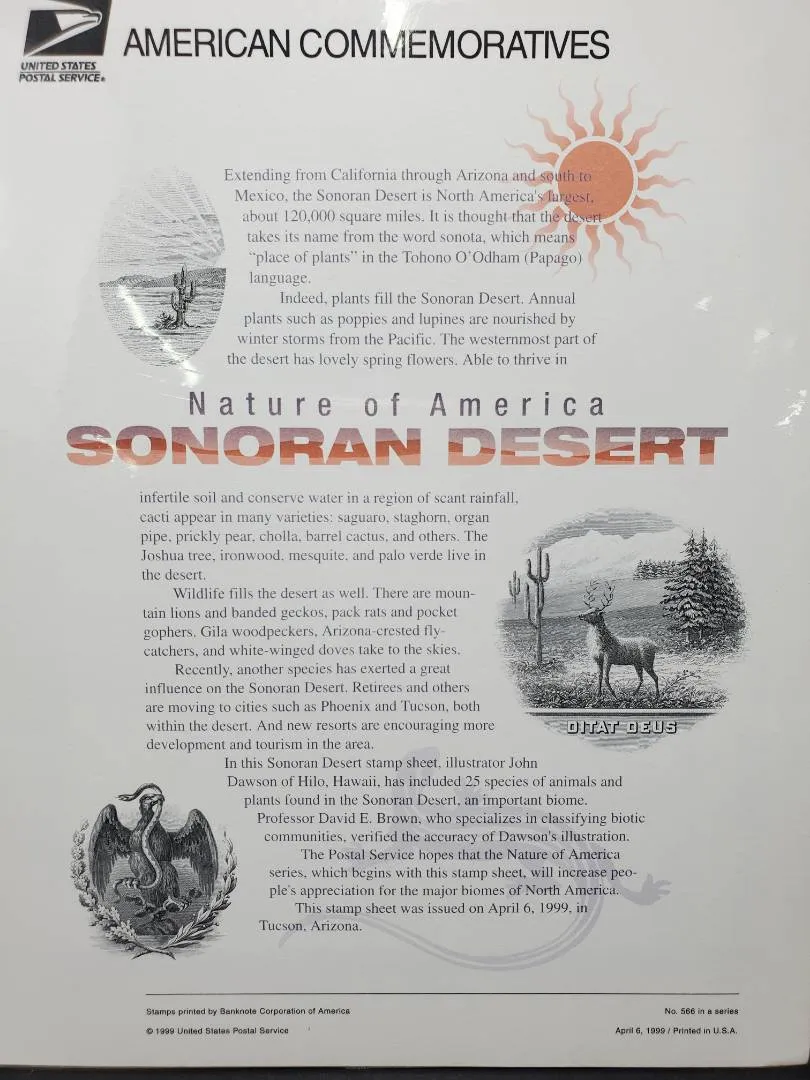 UNITED STATES
POSTAL SERVICE®
AMERICAN COMMEMORATIVES
Extending from California through Arizona and south to
Mexico, the Sonoran Desert is North America's largest,
about 120,000 square miles. It is thought that the desert
takes its name from the word sonota, which means
"place of plants" in the Tohono O'Odham (Papago)
language.
Indeed, plants fill the Sonoran Desert. Annual
plants such as poppies and lupines are nourished by
winter storms from the Pacific. The westernmost part of
the desert has lovely spring flowers. Able to thrive in
Nature of America
SONORAN DESERT
infertile soil and conserve water in a region of scant rainfall,
cacti appear in many varieties: saguaro, staghorn, organ
pipe, prickly pear, cholla, barrel cactus, and others. The
Joshua tree, ironwood, mesquite, and palo verde live in
the desert.
Wildlife fills the desert as well. There are moun-
tain lions and banded geckos, pack rats and pocket
gophers. Gila woodpeckers, Arizona-crested fly-
catchers, and white-winged doves take to the skies.
Recently, another species has exerted a great
influence on the Sonoran Desert. Retirees and others
are moving to cities such as Phoenix and Tucson, both
within the desert. And new resorts are encouraging more
development and tourism in the area.
DITAT DEUS
In this Sonoran Desert stamp sheet, illustrator John
Dawson of Hilo, Hawaii, has included 25 species of animals and
plants found in the Sonoran Desert, an important biome.
Professor David E. Brown, who specializes in classifying biotic
communities, verified the accuracy of Dawson's illustration.
The Postal Service hopes that the Nature of America
series, which begins with this stamp sheet, will increase peo-
ple's appreciation for the major biomes of North America.
This stamp sheet was issued on April 6, 1999, in
Tucson, Arizona.
Stamps printed by Banknote Corporation of America
No. 566 in a series
© 1999 United States Postal Service
April 6, 1999 / Printed in U.S.A.